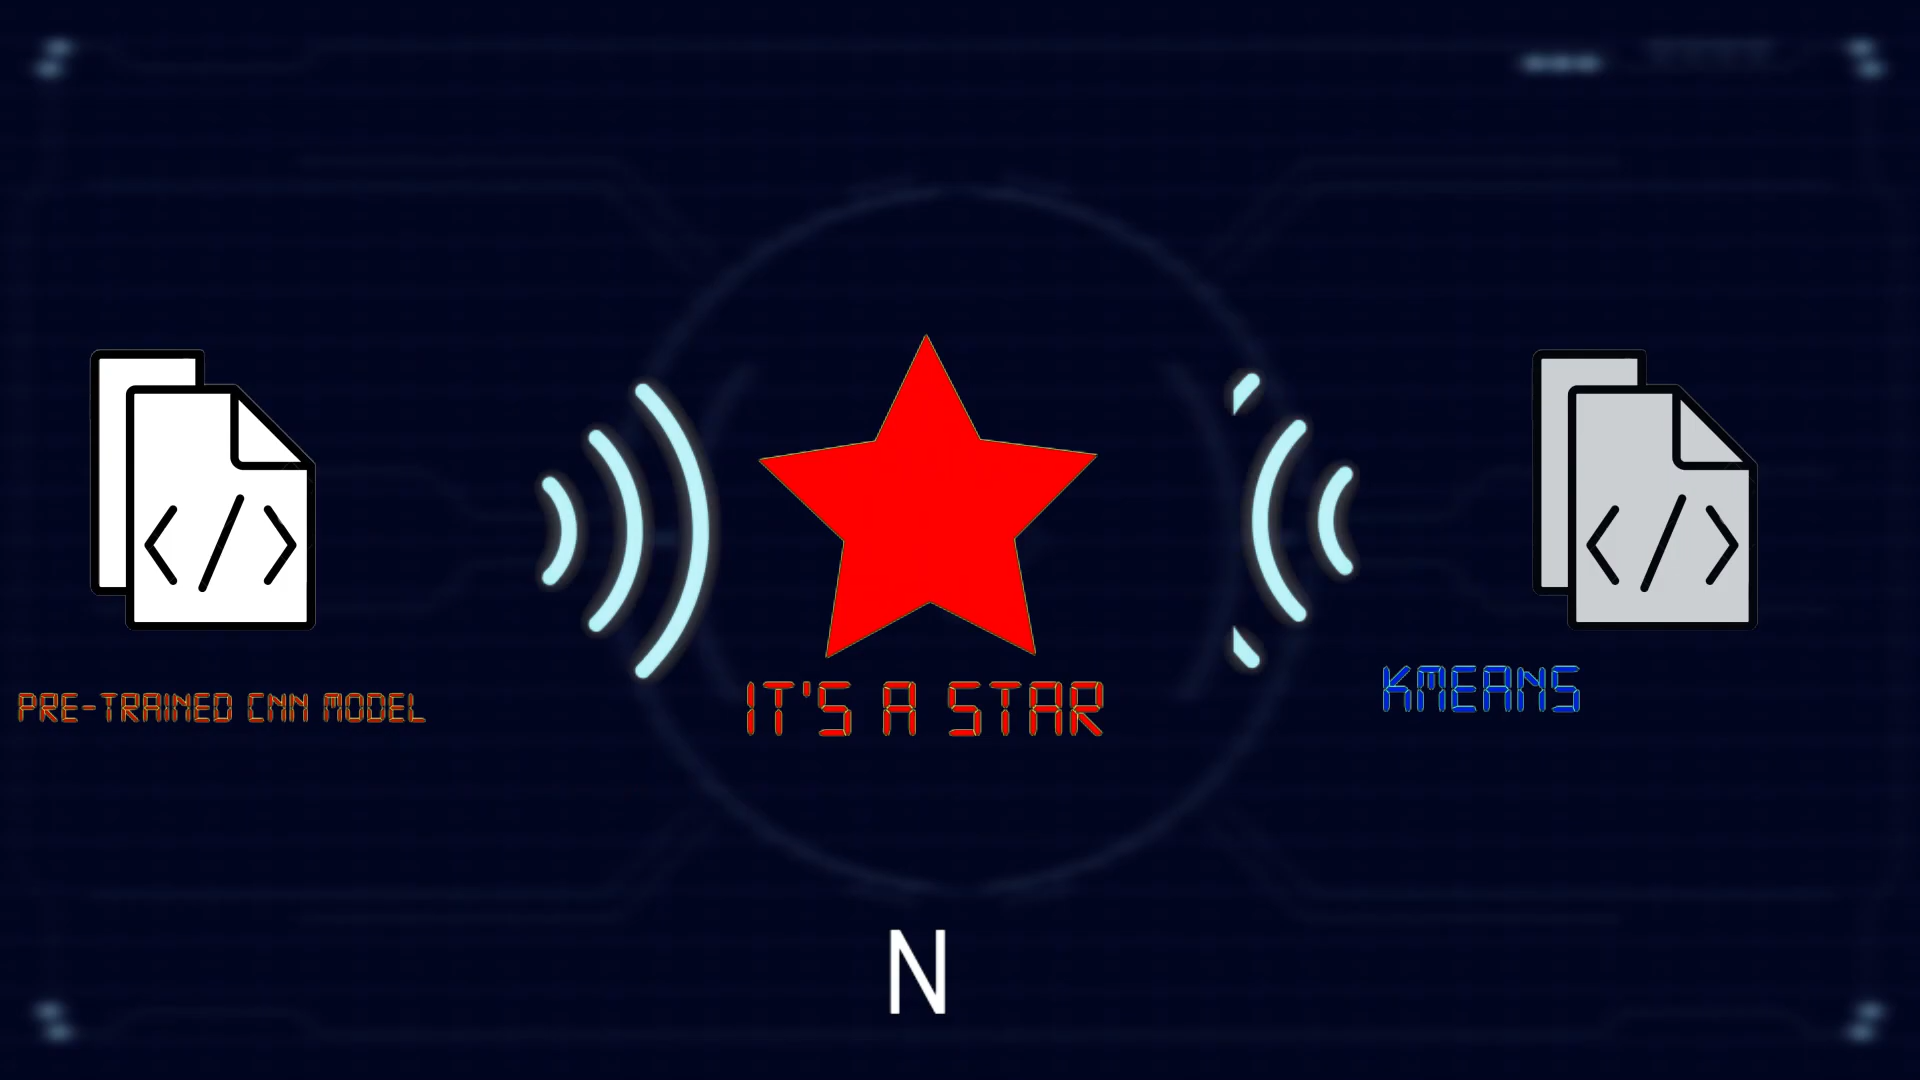 </>
</>
PRE-TRAINED CNN MODEL
IT'S A STAR
KMEANS
N